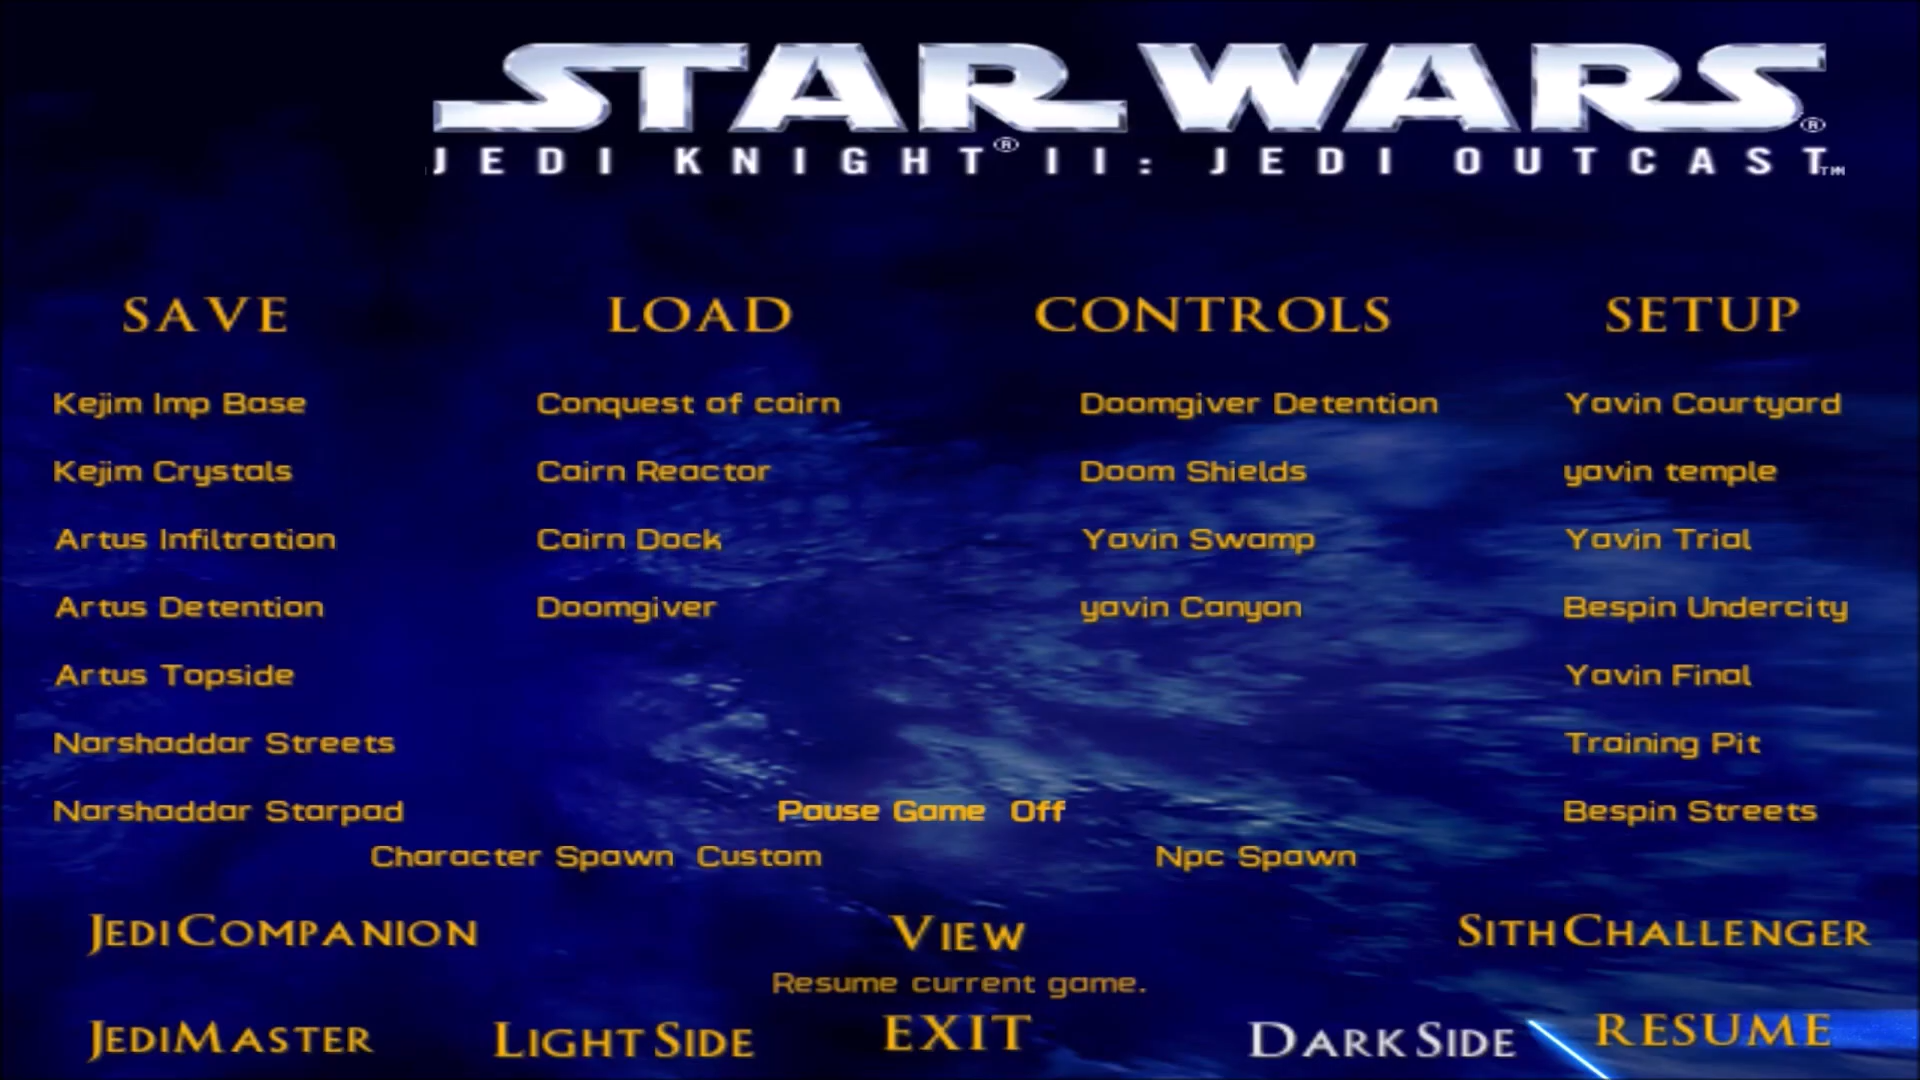 STAR WARS®
JEDI KNIGHT® II: JEDI OUTCAST™
SAVE LOAD CONTROLS SETUP
Kejim Imp Base Conquest of cairn Doomgiver Detention Yavin Courtyard
Kejim Crystals Cairn Reactor Doom Shields yavin temple
Artus Infiltration Cairn Dock Yavin Swamp Yavin Trial
Artus Detention Doomgiver yavin Canyon Bespin Undercity
Artus Topside Yavin Final
Narshaddar Streets Training Pit
Narshaddar Starpad Pause Game Off Bespin Streets
Character Spawn Custom Npc Spawn
JEDI COMPANION VIEW SITH CHALLENGER
Resume current game.
JEDI MASTER LIGHT SIDE EXIT DARK SIDE RESUME